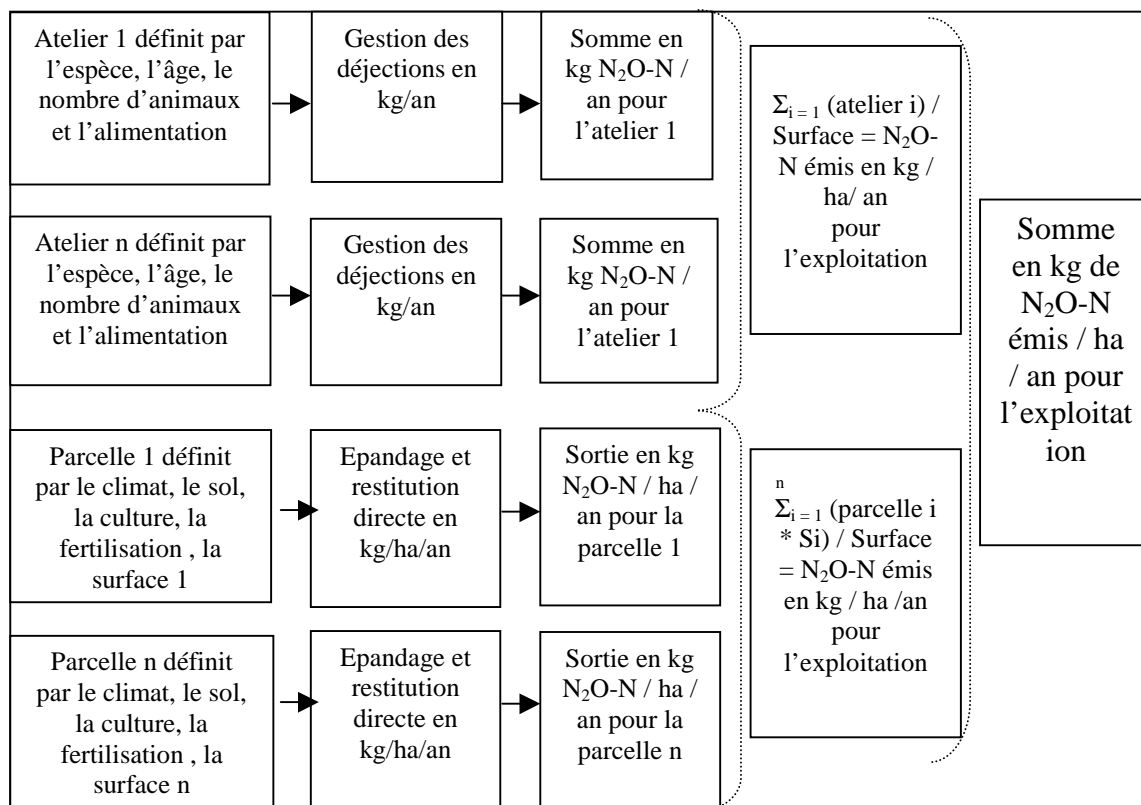 Atelier 1 définit par
l’espèce, l’âge, le
nombre d’animaux
et l’alimentation
Gestion des
déjections en
kg/an
Somme en
kg N₂O-N /
an pour
l’atelier 1
Atelier n définit par
l’espèce, l’âge, le
nombre d’animaux
et l’alimentation
Gestion des
déjections en
kg/an
Somme en
kg N₂O-N /
an pour
l’atelier 1
Σi = 1 (atelier i) /
Surface = N₂O-
N émis en kg /
ha/ an
pour
l’exploitation
Parcelle 1 définit
par le climat, le sol,
la culture, la
fertilisation , la
surface 1
Epandage et
restitution
directe en
kg/ha/an
Sortie en kg
N₂O-N / ha /
an pour la
parcelle 1
Parcelle n définit
par le climat, le sol,
la culture, la
fertilisation , la
surface n
Epandage et
restitution
directe en
kg/ha/an
Sortie en kg
N₂O-N / ha /
an pour la
parcelle n
n
Σi = 1 (parcelle i
* Si) / Surface
= N₂O-N émis
en kg / ha /an
pour
l’exploitation
Somme
en kg de
N₂O-N
émis / ha
/ an pour
l’exploitat
ion